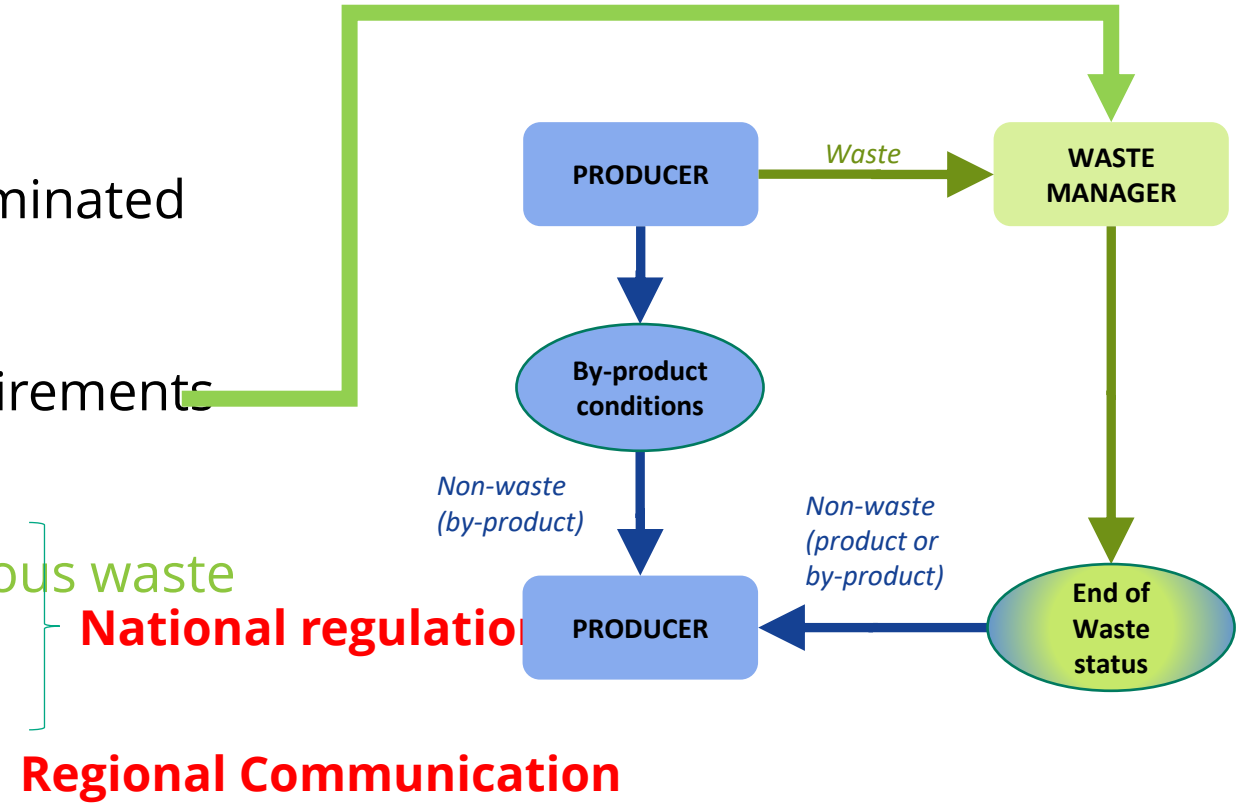 minated
irements
ous waste
National regulation
Regional Communication
PRODUCER
Waste
WASTE
MANAGER
By-product
conditions
Non-waste
(by-product)
Non-waste
(product or
by-product)
PRODUCER
End of
Waste
status